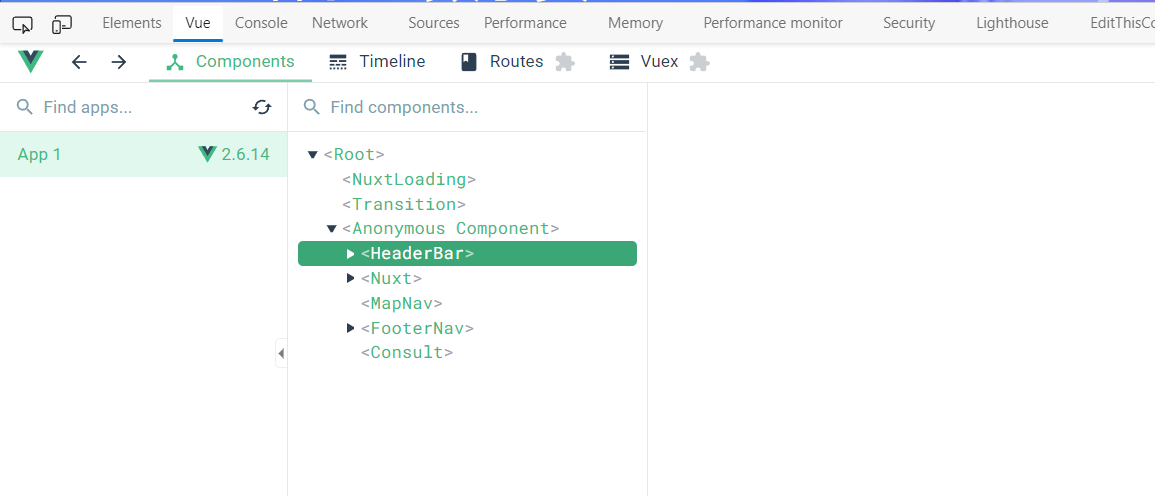 Elements Vue Console Network Sources Performance Memory Performance monitor Security Lighthouse EditThisCo
Components Timeline Routes Vuex
Find apps... Find components...
App 1 2.6.14
<Root>
<NuxtLoading>
<Transition>
<Anonymous Component>
<HeaderBar>
<Nuxt>
<MapNav>
<FooterNav>
<Consult>